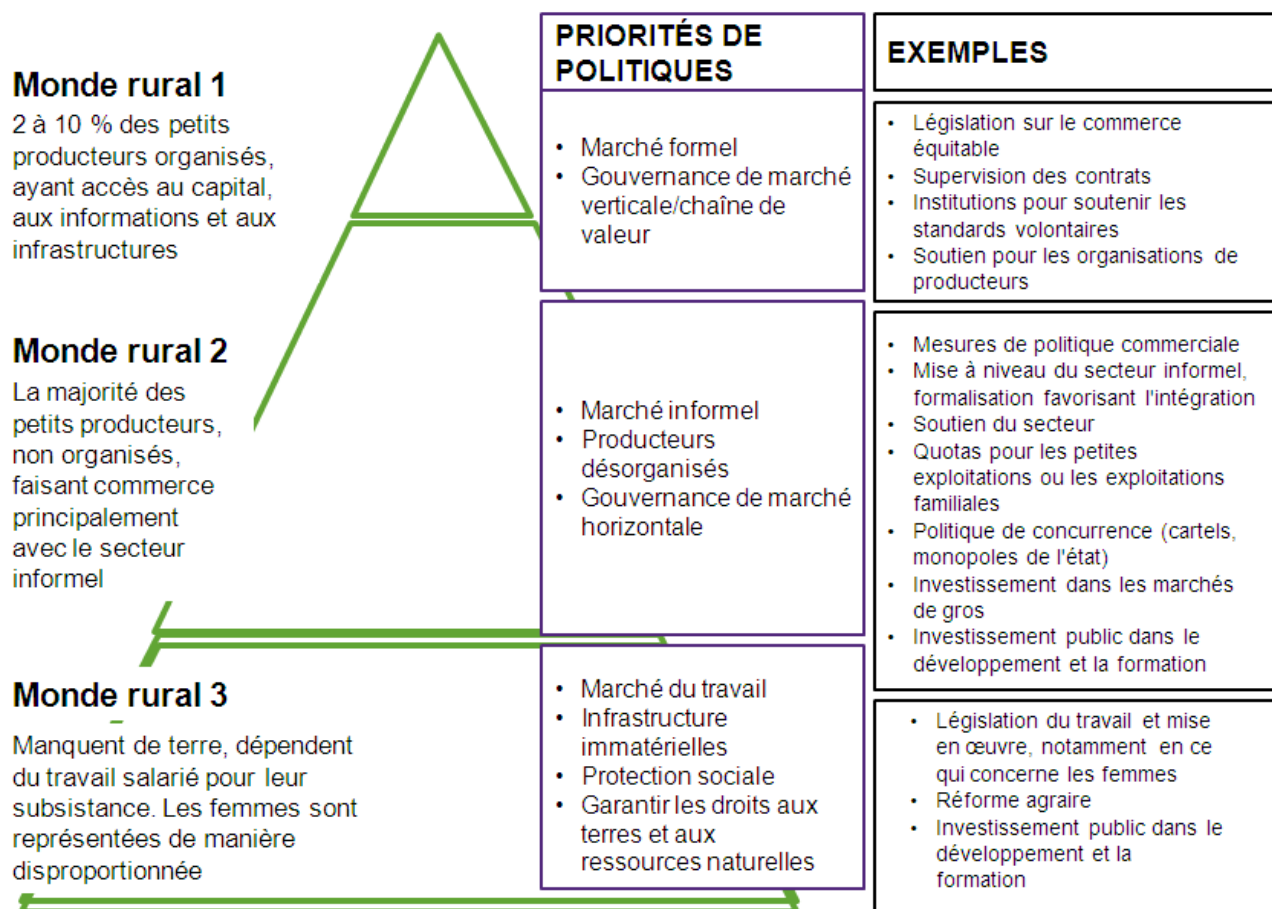 PRIORITÉS DE
POLITIQUES
EXEMPLES
Monde rural 1
2 à 10 % des petits
producteurs organisés,
ayant accès au capital,
aux informations et aux
infrastructures
• Marché formel
• Gouvernance de marché
verticale/chaîne de
valeur
• Législation sur le commerce
équitable
• Supervision des contrats
• Institutions pour soutenir les
standards volontaires
• Soutien pour les organisations de
producteurs
Monde rural 2
La majorité des
petits producteurs,
non organisés,
faisant commerce
principalement
avec le secteur
informel
• Marché informel
• Producteurs
désorganisés
• Gouvernance de marché
horizontale
• Mesures de politique commerciale
• Mise à niveau du secteur informel,
formalisation favorisant l'intégration
• Soutien du secteur
• Quotas pour les petites
exploitations ou les exploitations
familiales
• Politique de concurrence (cartels,
monopoles de l'état)
• Investissement dans les marchés
de gros
• Investissement public dans le
développement et la formation
Monde rural 3
Manquent de terre, dépendent
du travail salarié pour leur
subsistance. Les femmes sont
représentées de manière
disproportionnée
• Marché du travail
• Infrastructure
immatérielles
• Protection sociale
• Garantir les droits aux
terres et aux
ressources naturelles
• Législation du travail et mise
en œuvre, notamment en ce
qui concerne les femmes
• Réforme agraire
• Investissement public dans le
développement et la
formation